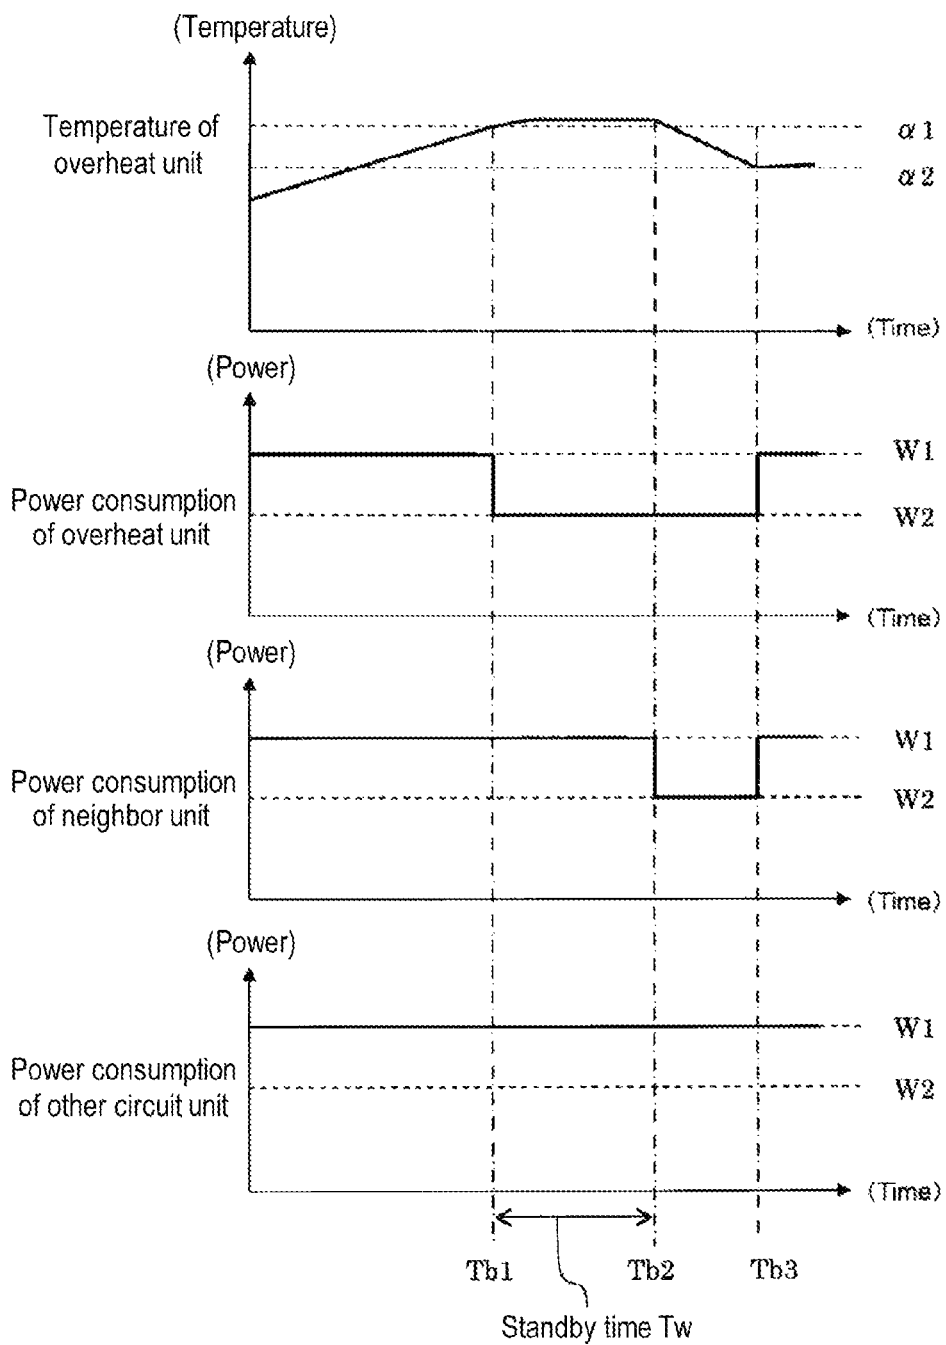 (Temperature)
Temperature of
overheat unit
α1
α2
(Time)
(Power)
Power consumption
of overheat unit
W1
W2
(Time)
(Power)
Power consumption
of neighbor unit
W1
W2
(Time)
(Power)
Power consumption
of other circuit unit
W1
W2
(Time)
Tb1 Tb2 Tb3
Standby time Tw